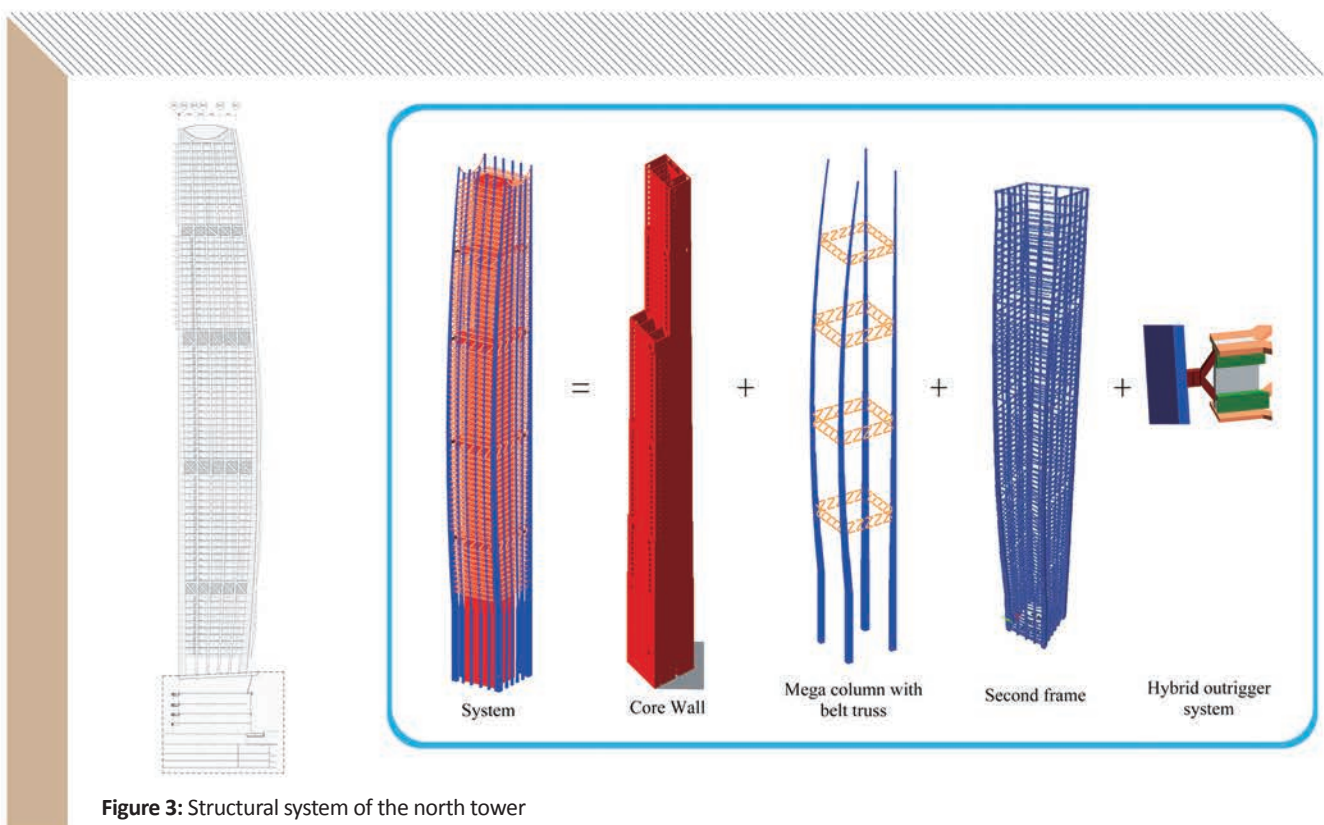 =
+
+
+
System
Core Wall
Mega column with
belt truss
Second frame
Hybrid outrigger
system
Figure 3: Structural system of the north tower